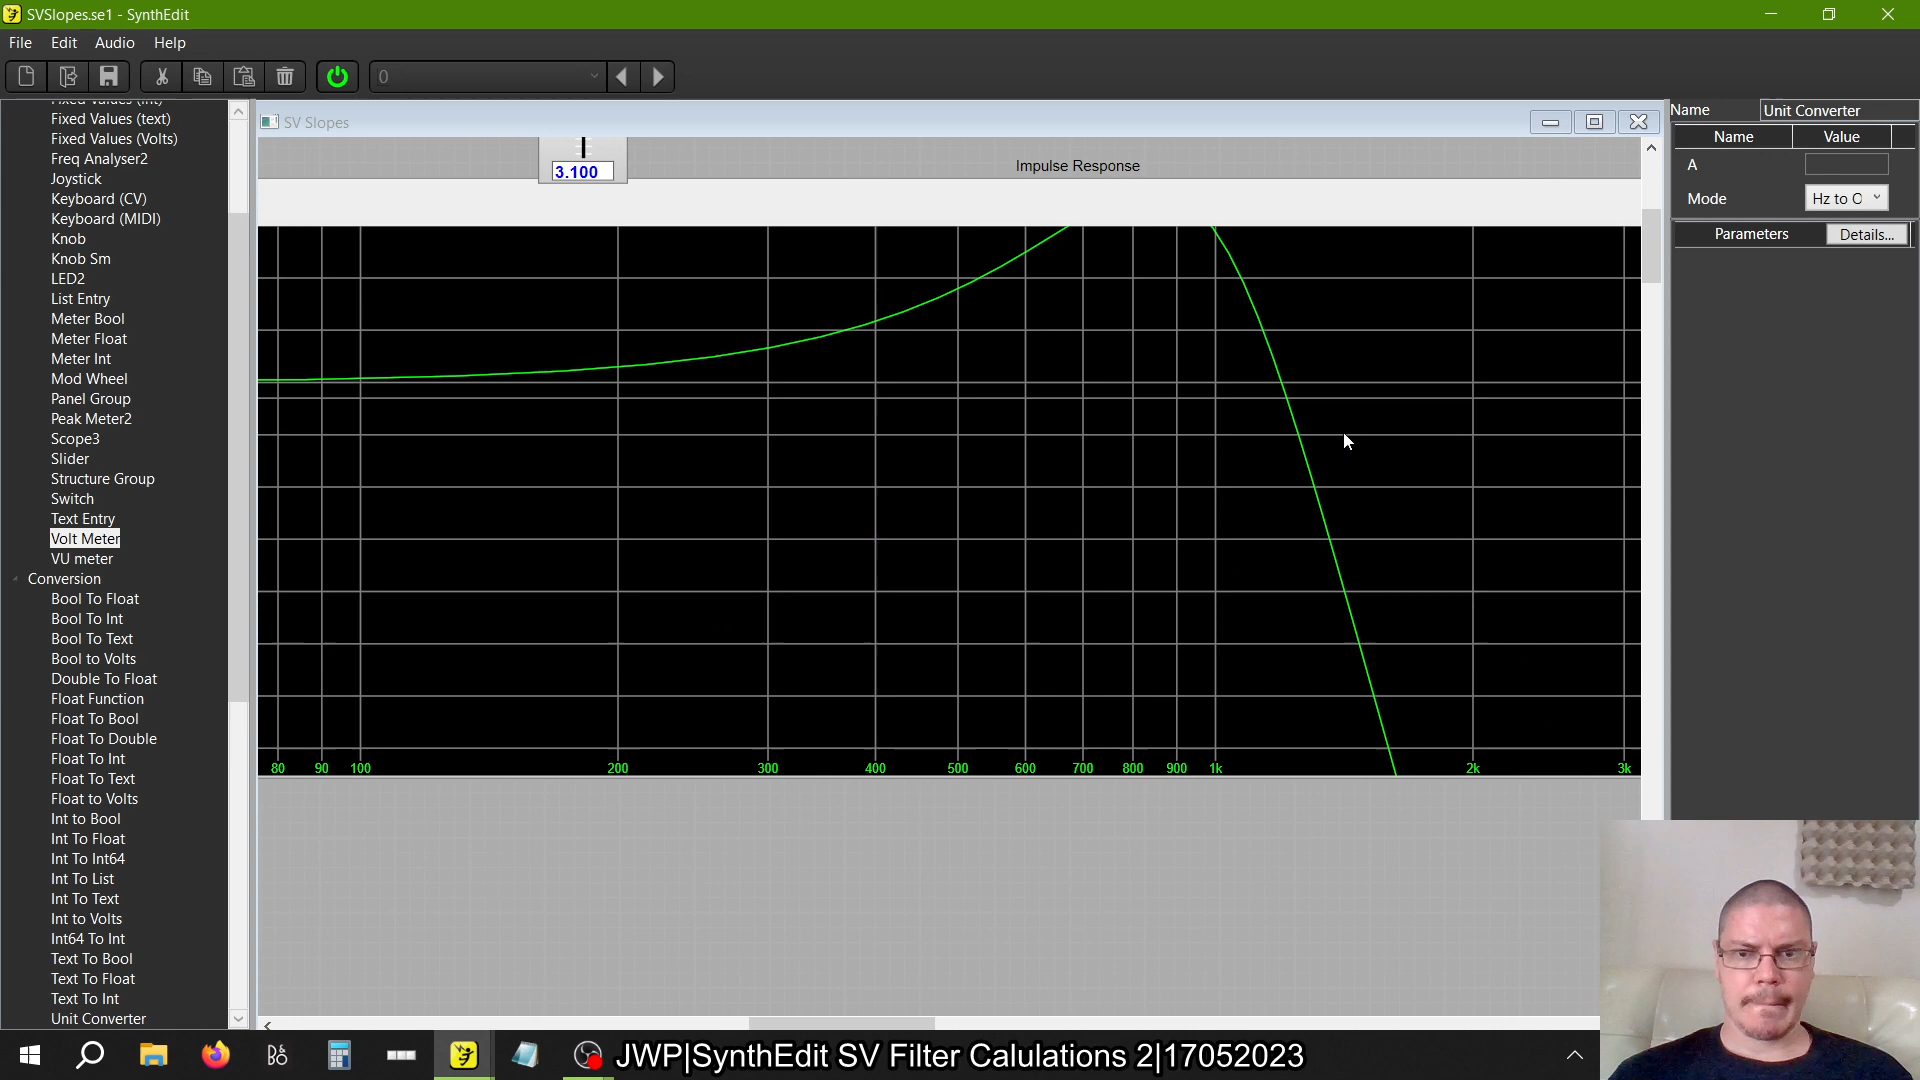 SVSlopes.se1 - SynthEdit
File Edit Audio Help
0
Fixed Values (int)
Fixed Values (text)
Fixed Values (Volts)
Freq Analyser2
Joystick
Keyboard (CV)
Keyboard (MIDI)
Knob
Knob Sm
LED2
List Entry
Meter Bool
Meter Float
Meter Int
Mod Wheel
Panel Group
Peak Meter2
Scope3
Slider
Structure Group
Switch
Text Entry
Volt Meter
VU meter
Conversion
Bool To Float
Bool To Int
Bool To Text
Bool to Volts
Double To Float
Float Function
Float To Bool
Float To Double
Float To Int
Float To Text
Float to Volts
Int to Bool
Int To Float
Int To Int64
Int To List
Int To Text
Int to Volts
Int64 To Int
Text To Bool
Text To Float
Text To Int
Unit Converter
SV Slopes
3.100
Impulse Response
80 90 100 200 300 400 500 600 700 800 900 1k 2k 3k
Name Unit Converter
Name Value
A
Mode Hz to O
Parameters Details...
JWP|SynthEdit SV Filter Calulations 2|17052023